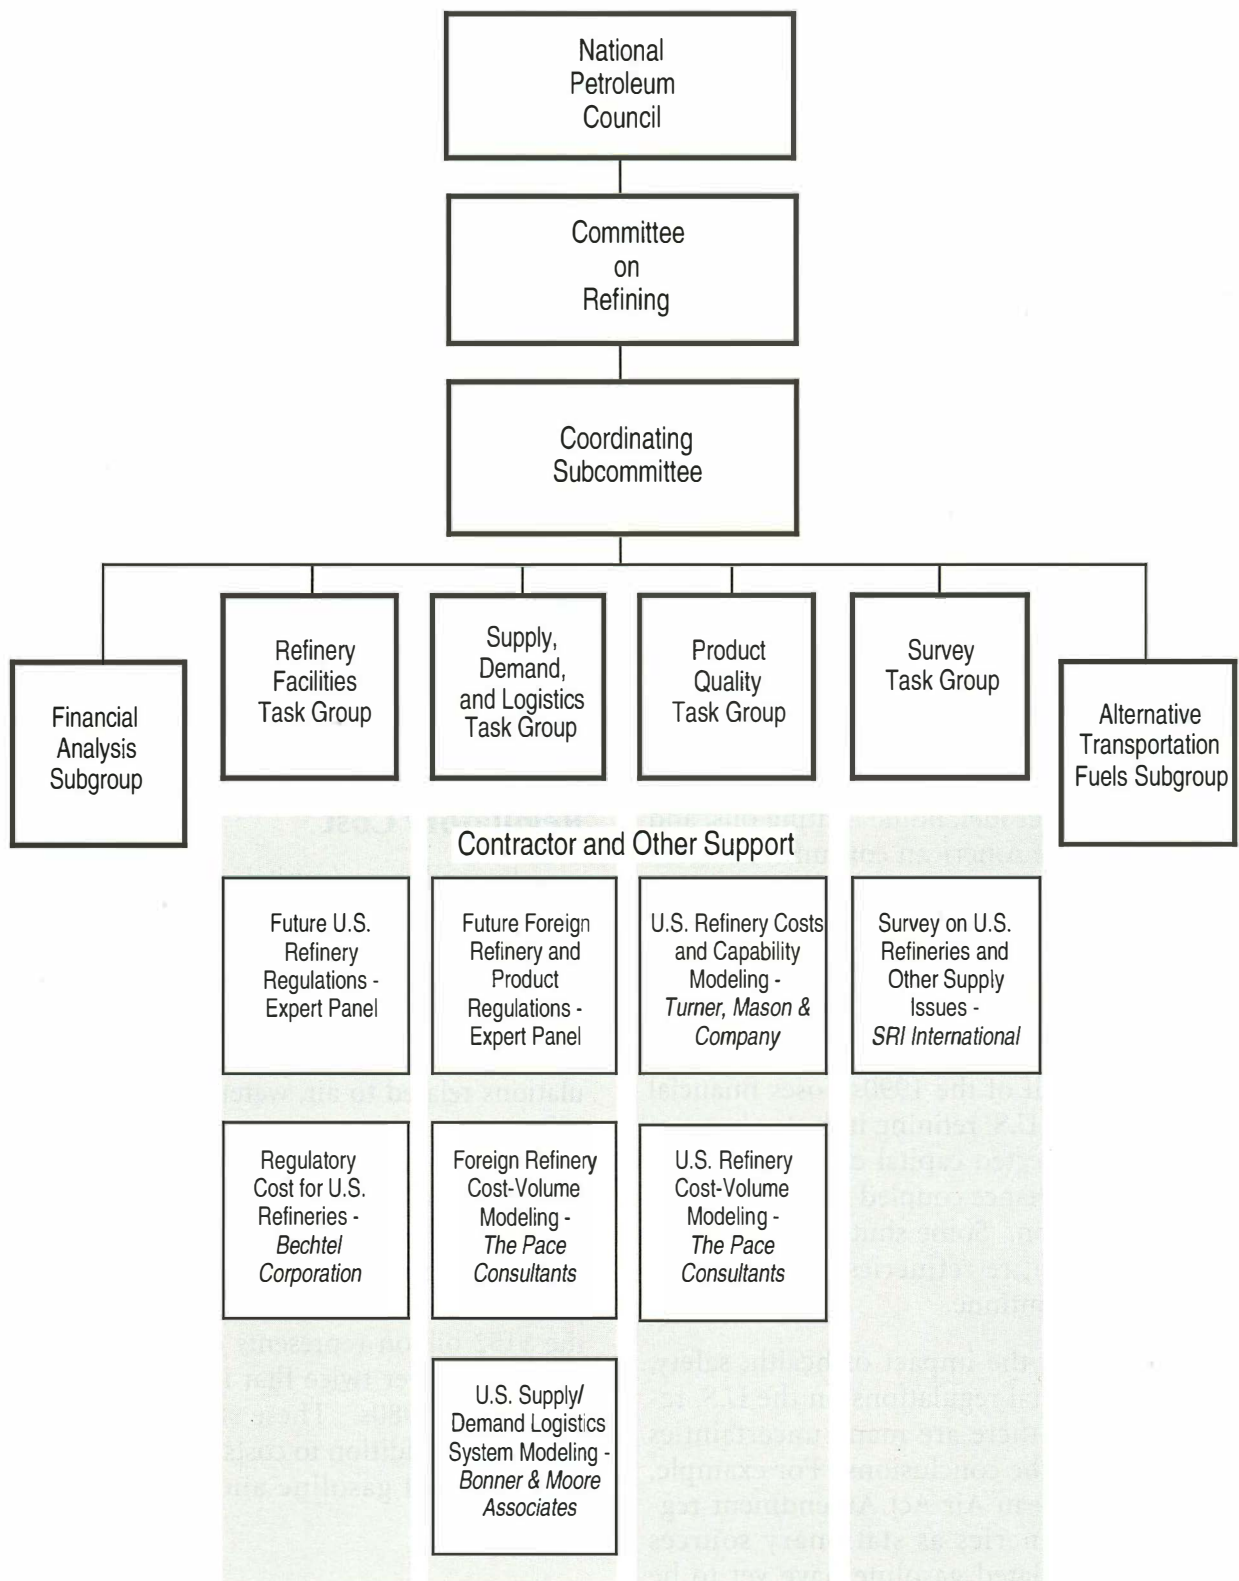 National
Petroleum
Council
Committee
on
Refining
Coordinating
Subcommittee
Financial
Analysis
Subgroup
Refinery
Facilities
Task Group
Supply,
Demand,
and Logistics
Task Group
Product
Quality
Task Group
Survey
Task Group
Alternative
Transportation
Fuels Subgroup
Contractor and Other Support
Future U.S.
Refinery
Regulations -
Expert Panel
Future Foreign
Refinery and
Product
Regulations -
Expert Panel
U.S. Refinery Costs
and Capability
Modeling -
Turner, Mason &
Company
Survey on U.S.
Refineries and
Other Supply
Issues -
SRI International
Regulatory
Cost for U.S.
Refineries -
Bechtel
Corporation
Foreign Refinery
Cost-Volume
Modeling -
The Pace
Consultants
U.S. Refinery
Cost-Volume
Modeling -
The Pace
Consultants
U.S. Supply/
Demand Logistics
System Modeling -
Bonner & Moore
Associates